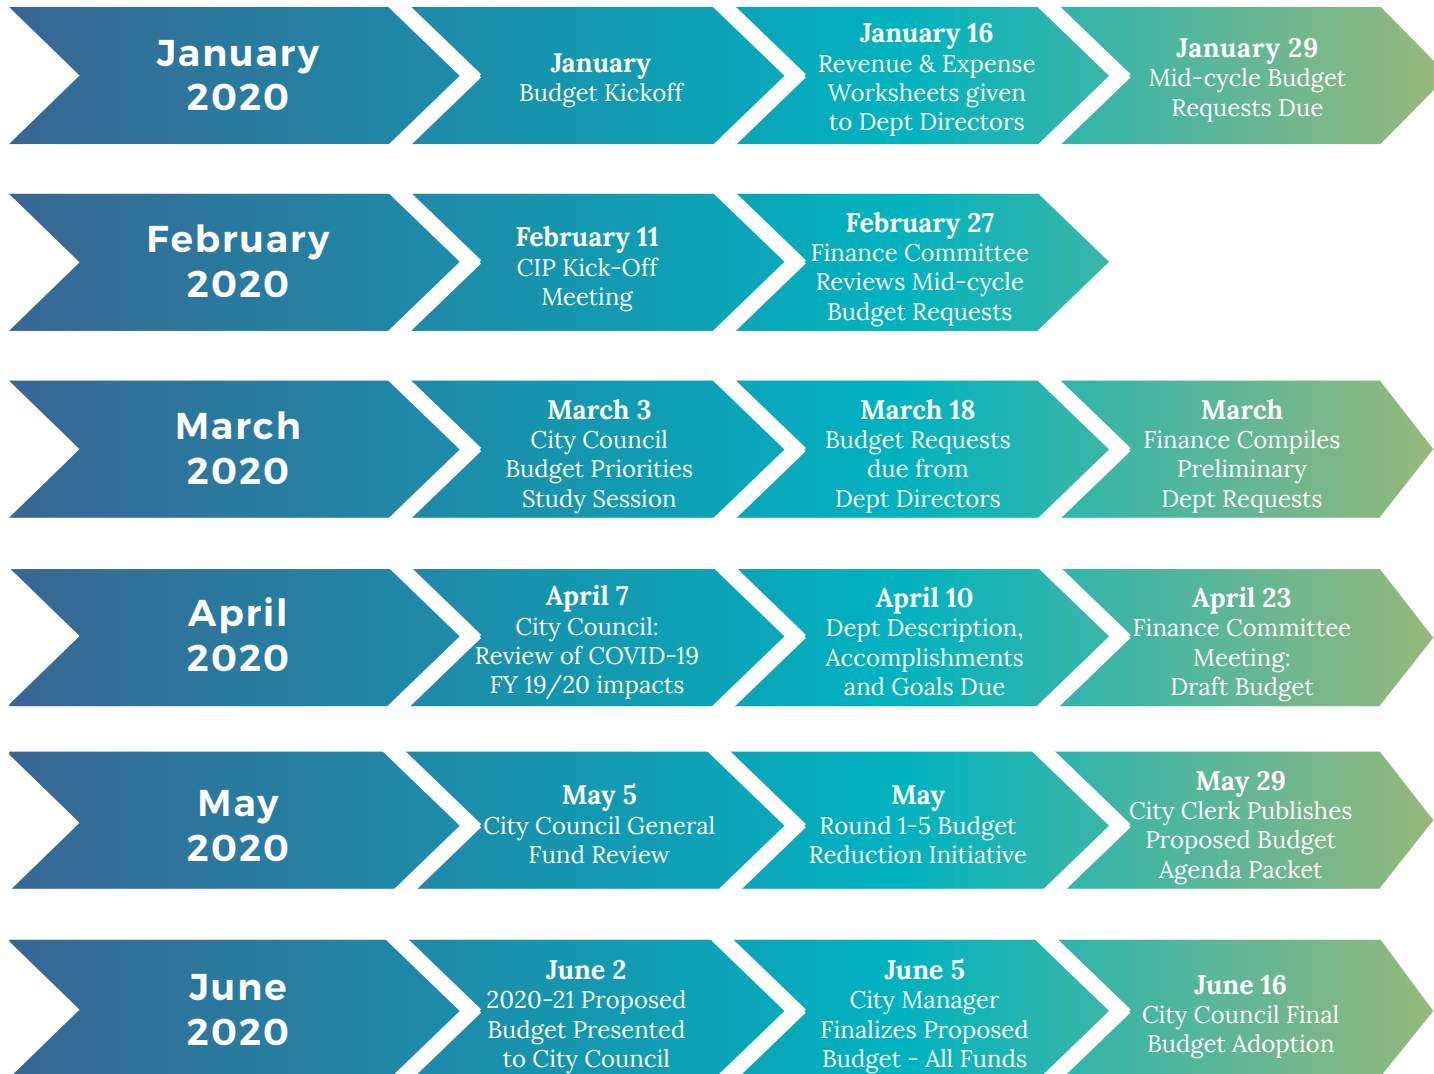 January
2020
January
Budget Kickoff
January 16
Revenue & Expense
Worksheets given
to Dept Directors
January 29
Mid-cycle Budget
Requests Due
February
2020
February 11
CIP Kick-Off
Meeting
February 27
Finance Committee
Reviews Mid-cycle
Budget Requests
March
2020
March 3
City Council
Budget Priorities
Study Session
March 18
Budget Requests
due from
Dept Directors
March
Finance Compiles
Preliminary
Dept Requests
April
2020
April 7
City Council:
Review of COVID-19
FY 19/20 impacts
April 10
Dept Description,
Accomplishments
and Goals Due
April 23
Finance Committee
Meeting:
Draft Budget
May
2020
May 5
City Council General
Fund Review
May
Round 1-5 Budget
Reduction Initiative
May 29
City Clerk Publishes
Proposed Budget
Agenda Packet
June
2020
June 2
2020-21 Proposed
Budget Presented
to City Council
June 5
City Manager
Finalizes Proposed
Budget - All Funds
June 16
City Council Final
Budget Adoption